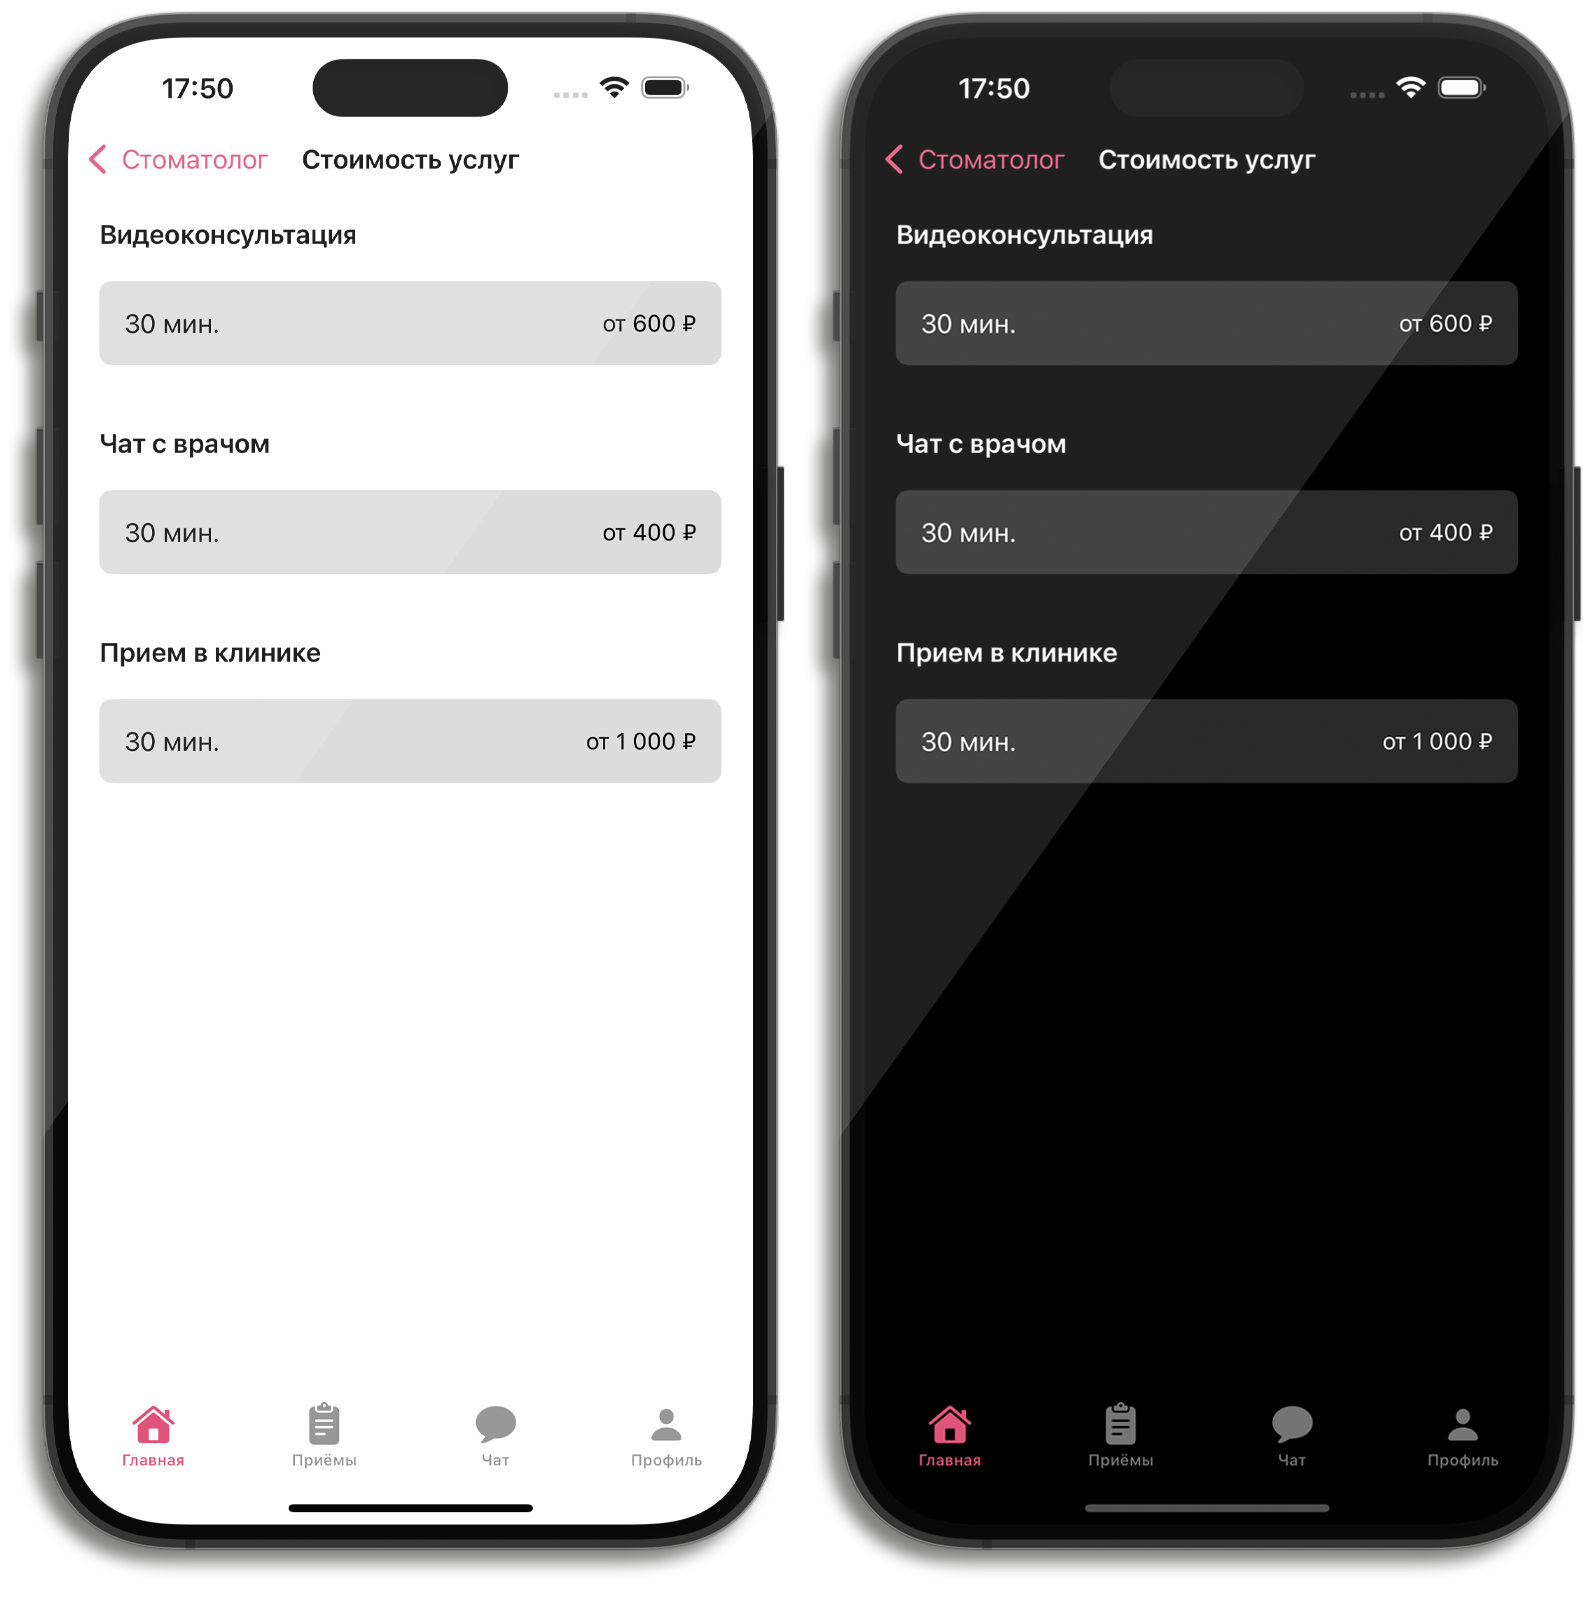 17:50
Стоматолог
Стоимость услуг
Видеоконсультация
30 мин.
от 600 ₽
Чат с врачом
30 мин.
от 400 ₽
Прием в клинике
30 мин.
от 1 000 ₽
Главная
Приёмы
Чат
Профиль
17:50
Стоматолог
Стоимость услуг
Видеоконсультация
30 мин.
от 600 ₽
Чат с врачом
30 мин.
от 400 ₽
Прием в клинике
30 мин.
от 1 000 ₽
Главная
Приёмы
Чат
Профиль